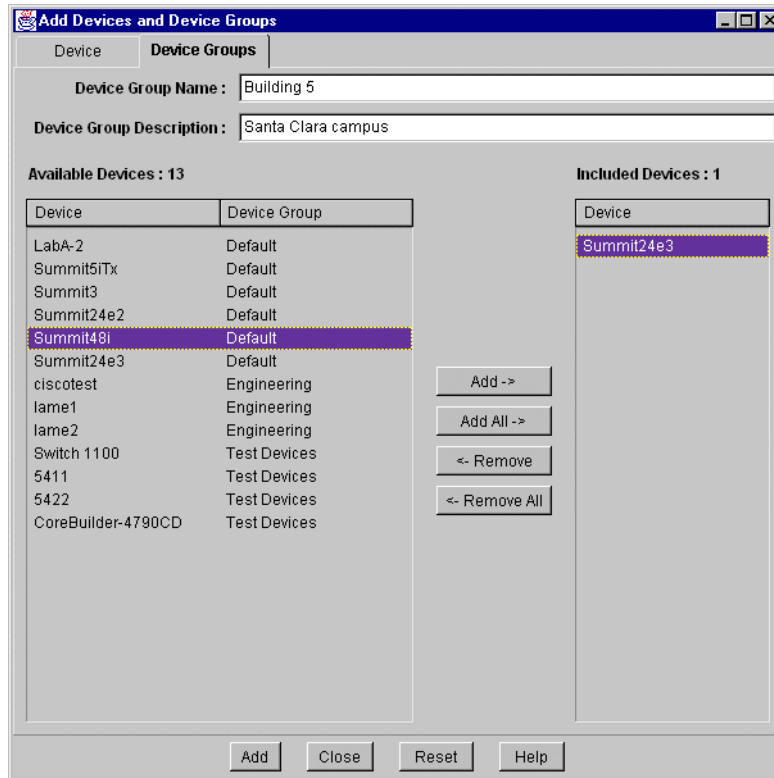 Add Devices and Device Groups
Device Device Groups
Device Group Name : Building 5
Device Group Description : Santa Clara campus
Available Devices : 13 Included Devices : 1
Device Device Group Device
LabA-2 Default Summit24e3
Summit5iTx Default
Summit3 Default
Summit24e2 Default
Summit48i Default
Summit24e3 Default
ciscotest Engineering
lame1 Engineering
lame2 Engineering
Switch 1100 Test Devices
5411 Test Devices
5422 Test Devices
CoreBuilder-4790CD Test Devices
Add ->
Add All ->
<- Remove
<- Remove All
Add Close Reset Help